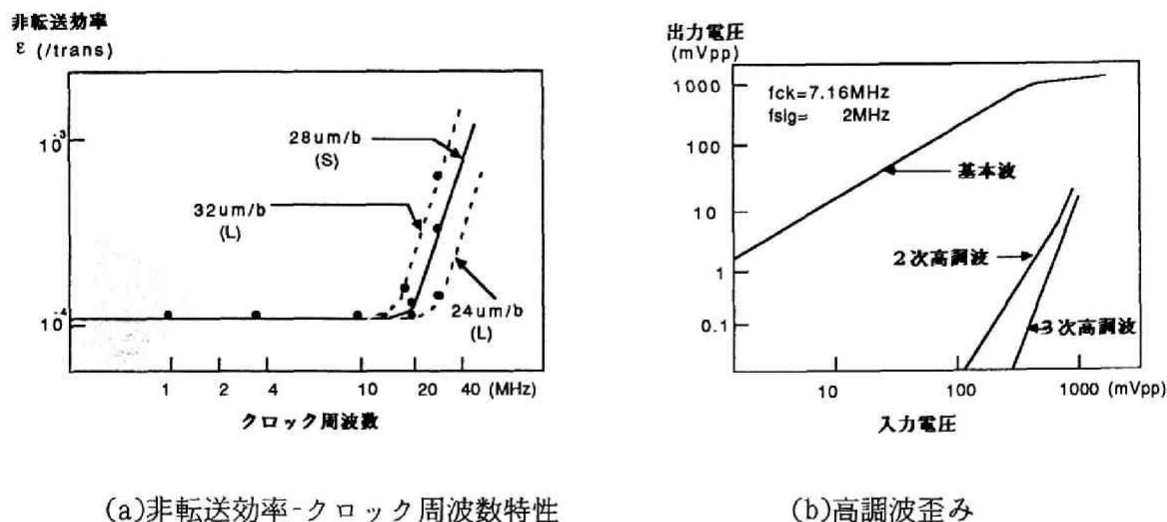 非転送効率
ε (/trans)
10⁻³
10⁻⁴
28um/b
(S)
32um/b
(L)
24um/b
(L)
1 2 4 10 20 40 (MHz)
クロック周波数
(a)非転送効率-クロック周波数特性
出力電圧
(mVpp)
1000
100
10
1
0.1
fck=7.16MHz
fsig= 2MHz
基本波
2次高調波
3次高調波
10 100 1000 (mVpp)
入力電圧
(b)高調波歪み